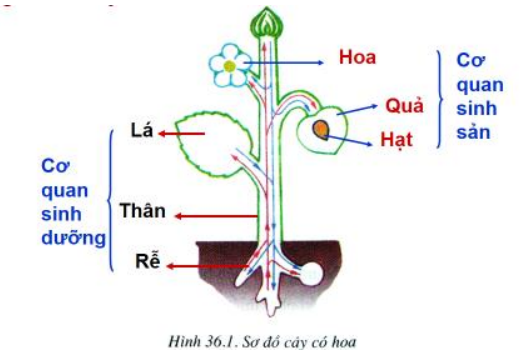 Hoa
Quả
Hạt
Cơ
quan
sinh
sản
Lá
Thân
Rễ
Cơ
quan
sinh
dưỡng
Hình 36.1. Sơ đồ cây có hoa